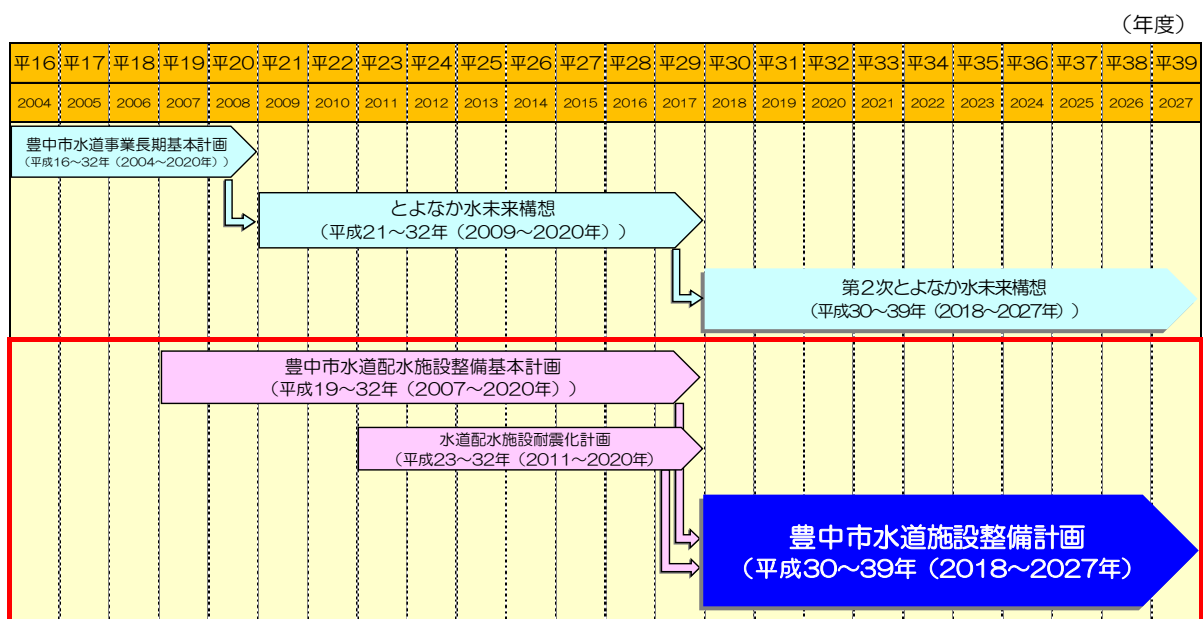 （年度）
平16 平17 平18 平19 平20 平21 平22 平23 平24 平25 平26 平27 平28 平29 平30 平31 平32 平33 平34 平35 平36 平37 平38 平39
2004 2005 2006 2007 2008 2009 2010 2011 2012 2013 2014 2015 2016 2017 2018 2019 2020 2021 2022 2023 2024 2025 2026 2027
豊中市水道事業長期基本計画
（平成16～32年（2004～2020年））
とよなか水未来構想
（平成21～32年（2009～2020年））
第２次とよなか水未来構想
（平成30～39年（2018～2027年））
豊中市水道配水施設整備基本計画
（平成19～32年（2007～2020年））
水道配水施設耐震化計画
（平成23～32年（2011～2020年）
豊中市水道施設整備計画
（平成30～39年（2018～2027年）